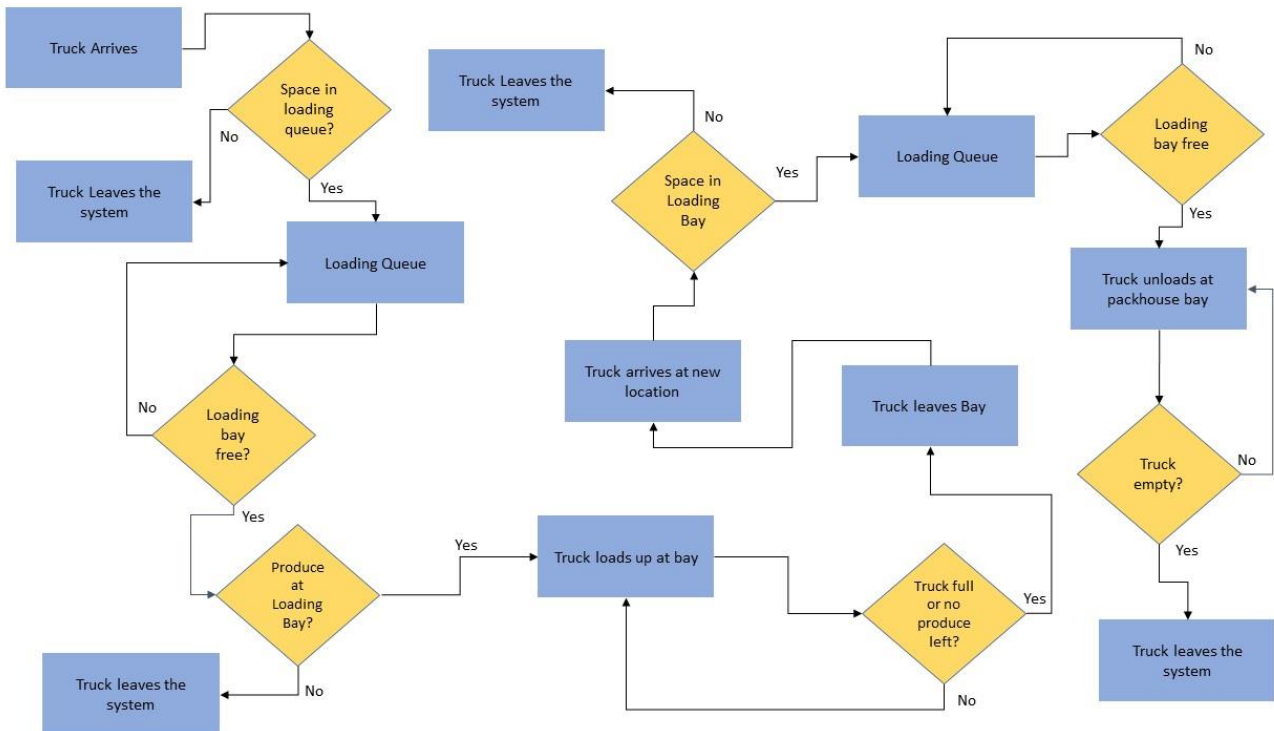 Truck Arrives
Space in
loading
queue?
No
Yes
Truck Leaves the
system
Loading Queue
Loading
bay
free?
No
Yes
Produce
at
Loading
Bay?
Yes
No
Truck leaves the
system
Truck loads up at bay
Truck full
or no
produce
left?
Yes
No
Truck leaves Bay
Truck arrives at new
location
Space in
Loading
Bay
No
Yes
Truck Leaves the
system
Loading Queue
Loading
bay free
No
Yes
Truck unloads at
packhouse bay
Truck
empty?
No
Yes
Truck leaves the
system